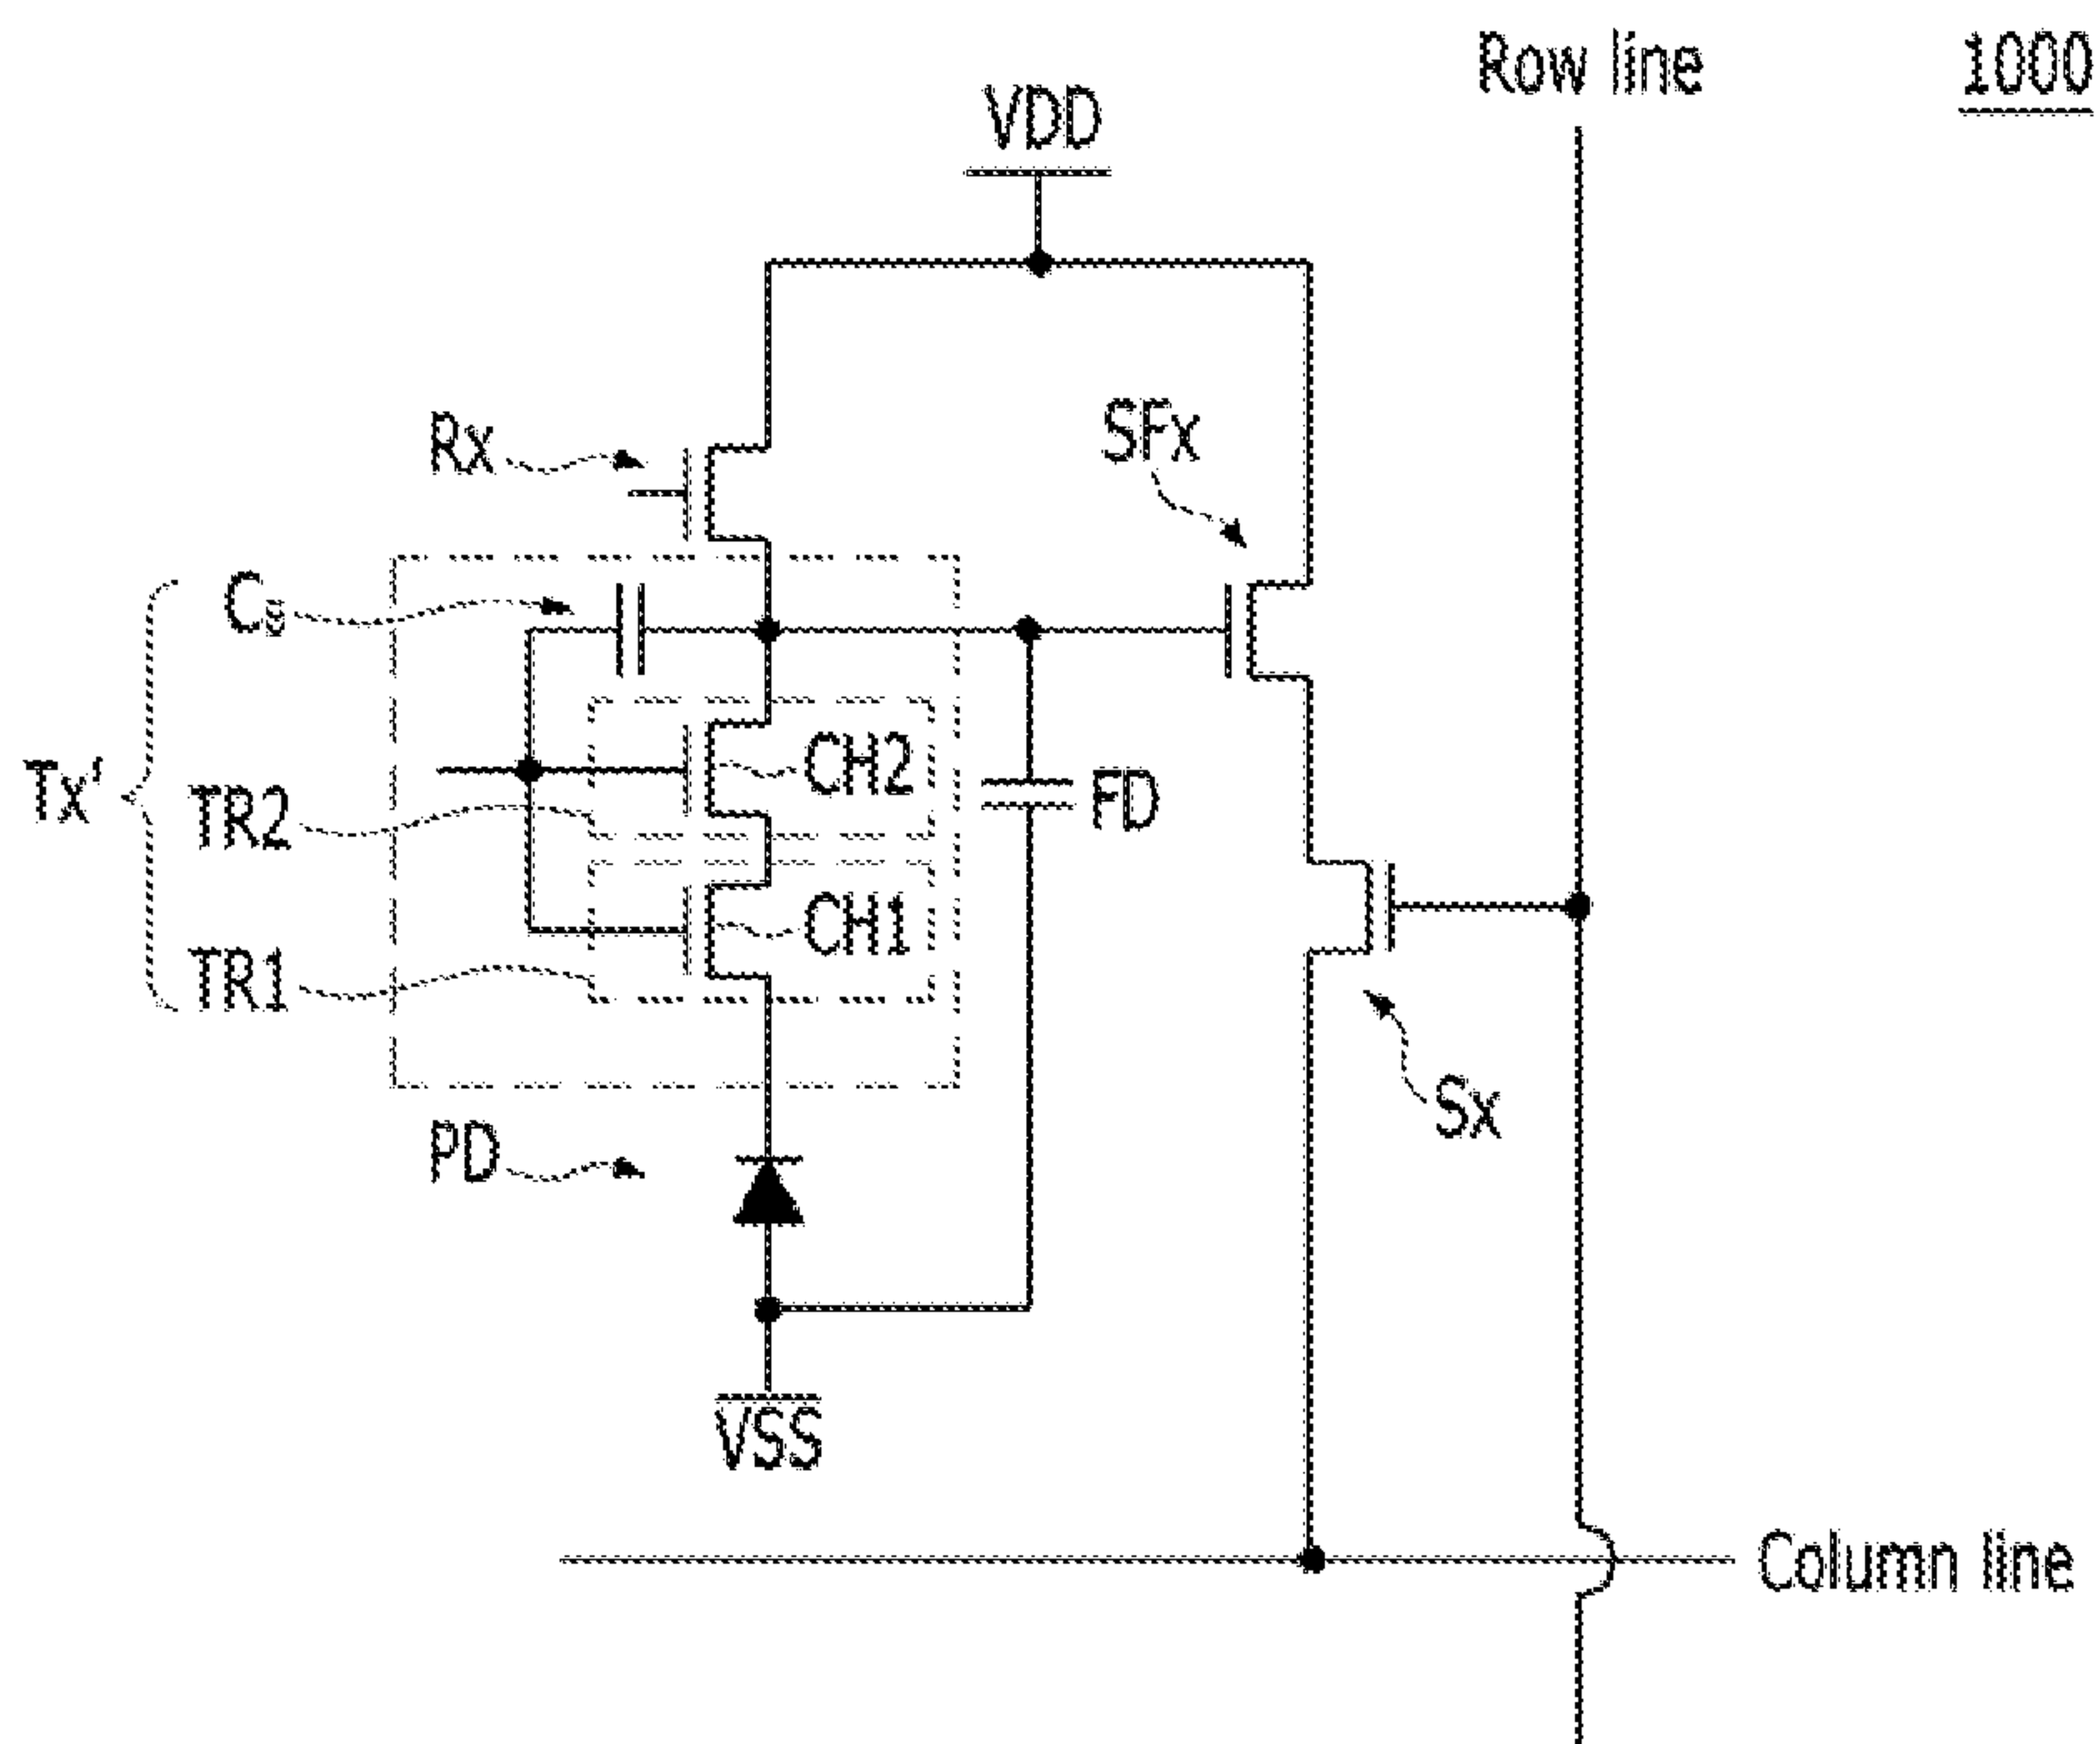 Row line
1000
VDD
Rx
SFx
Cs
CH2
Tx'
TR2
FD
CH1
TR1
Sx
PD
VSS
Column line